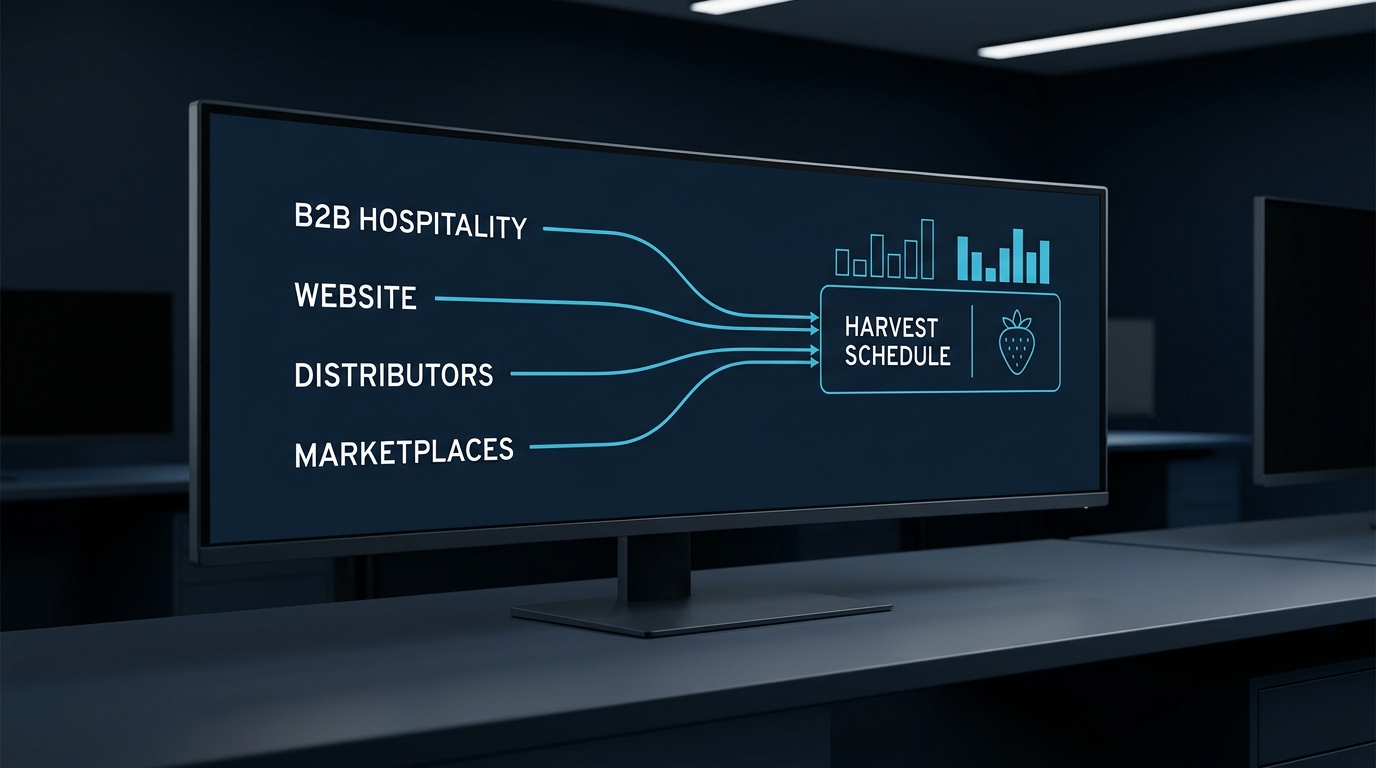 B2B HOSPITALITY
WEBSITE
DISTRIBUTORS
MARKETPLACES
HARVEST
SCHEDULE